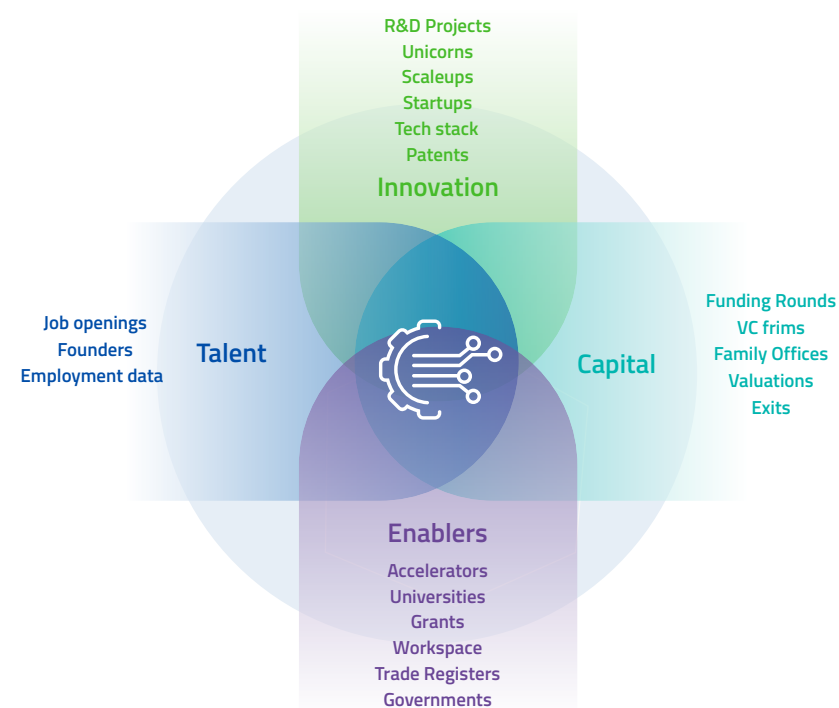 R&D Projects
Unicorns
Scaleups
Startups
Tech stack
Patents
Innovation
Job openings
Founders
Employment data
Talent
Capital
Funding Rounds
VC frims
Family Offices
Valuations
Exits
Enablers
Accelerators
Universities
Grants
Workspace
Trade Registers
Governments